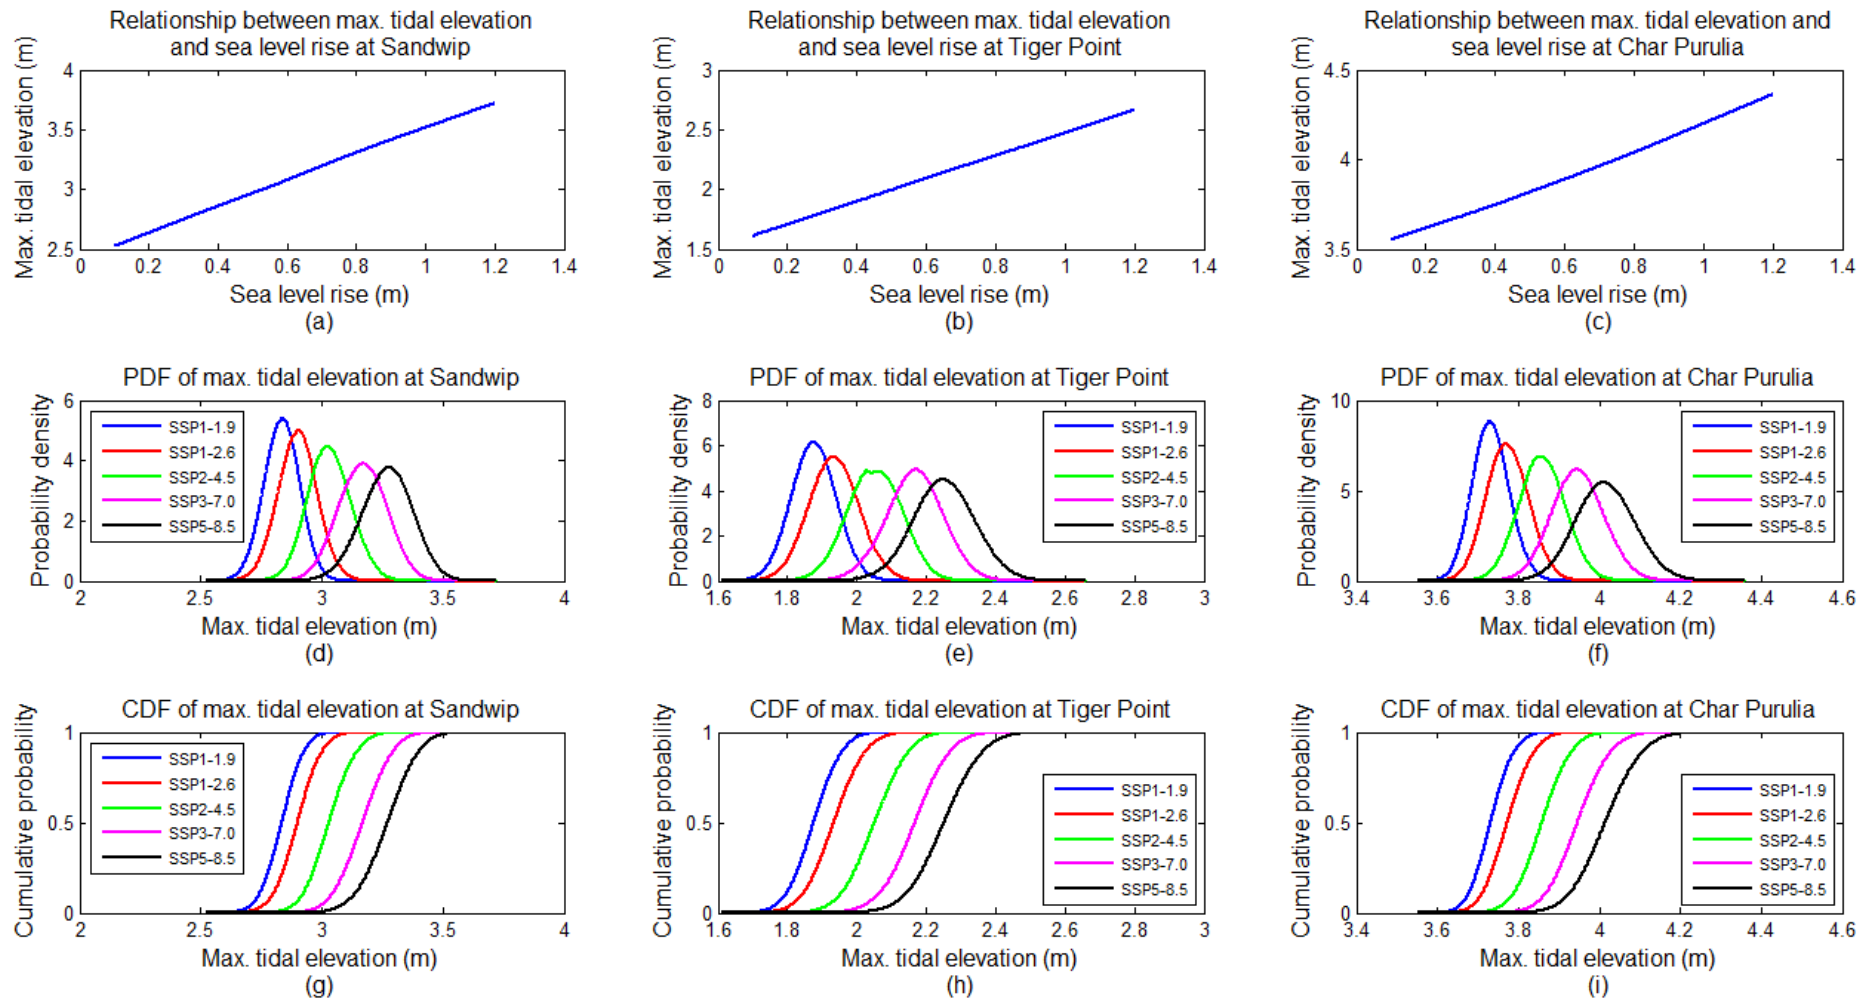 Relationship between max. tidal elevation
and sea level rise at Sandwip
Max. tidal elevation (m)
4
3.5
3
2.5
0
0.2
0.4
0.6
0.8
1
1.2
1.4
Sea level rise (m)
(a)
Relationship between max. tidal elevation
and sea level rise at Tiger Point
Max. tidal elevation (m)
3
2.5
2
1.5
0
0.2
0.4
0.6
0.8
1
1.2
1.4
Sea level rise (m)
(b)
Relationship between max. tidal elevation and
sea level rise at Char Purulia
Max. tidal elevation (m)
4.5
4
3.5
0
0.2
0.4
0.6
0.8
1
1.2
1.4
Sea level rise (m)
(c)
PDF of max. tidal elevation at Sandwip
Probability density
6
4
2
0
SSP1-1.9
SSP1-2.6
SSP2-4.5
SSP3-7.0
SSP5-8.5
2
2.5
3
3.5
4
Max. tidal elevation (m)
(d)
PDF of max. tidal elevation at Tiger Point
Probability density
8
6
4
2
0
SSP1-1.9
SSP1-2.6
SSP2-4.5
SSP3-7.0
SSP5-8.5
1.6
1.8
2
2.2
2.4
2.6
2.8
3
Max. tidal elevation (m)
(e)
PDF of max. tidal elevation at Char Purulia
Probability density
10
5
0
SSP1-1.9
SSP1-2.6
SSP2-4.5
SSP3-7.0
SSP5-8.5
3.4
3.6
3.8
4
4.2
4.4
4.6
Max. tidal elevation (m)
(f)
CDF of max. tidal elevation at Sandwip
Cumulative probability
1
0.5
0
SSP1-1.9
SSP1-2.6
SSP2-4.5
SSP3-7.0
SSP5-8.5
2
2.5
3
3.5
4
Max. tidal elevation (m)
(g)
CDF of max. tidal elevation at Tiger Point
Cumulative probability
1
0.5
0
SSP1-1.9
SSP1-2.6
SSP2-4.5
SSP3-7.0
SSP5-8.5
1.6
1.8
2
2.2
2.4
2.6
2.8
3
Max. tidal elevation (m)
(h)
CDF of max. tidal elevation at Char Purulia
Cumulative probability
1
0.5
0
SSP1-1.9
SSP1-2.6
SSP2-4.5
SSP3-7.0
SSP5-8.5
3.4
3.6
3.8
4
4.2
4.4
4.6
Max. tidal elevation (m)
(i)